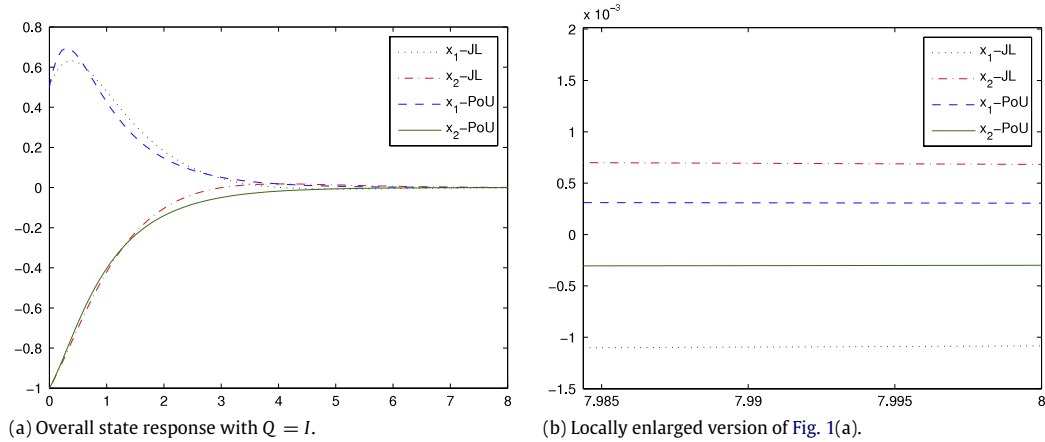 0.8
0.6
0.4
0.2
0
−0.2
−0.4
−0.6
−0.8
−1
0 1 2 3 4 5 6 7 8
x1−JL
x2−JL
x1−PoU
x2−PoU
(a) Overall state response with Q = I.
x 10−3
2
1.5
1
0.5
0
−0.5
−1
−1.5
7.985 7.99 7.995 8
x1−JL
x2−JL
x1−PoU
x2−PoU
(b) Locally enlarged version of Fig. 1(a).